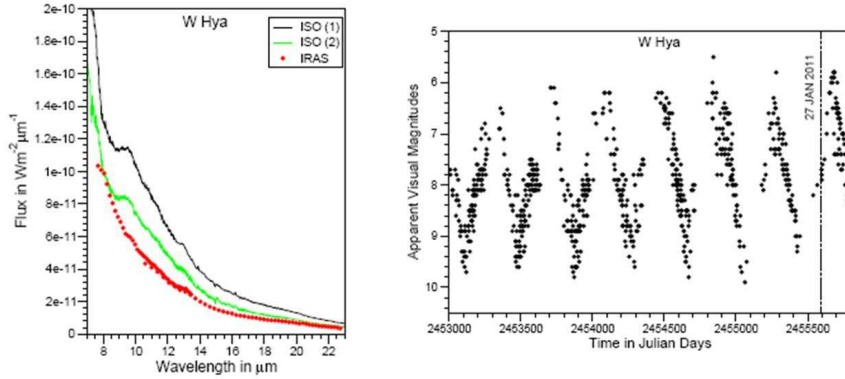 W Hya
ISO (1)
ISO (2)
IRAS
2e-10
1.8e-10
1.6e-10
1.4e-10
1.2e-10
1e-10
8e-11
6e-11
4e-11
2e-11
0
8 10 12 14 16 18 20 22
Wavelength in μm
Flux in Wm⁻²μm⁻¹
W Hya
27 JAN 2011
5
6
7
8
9
10
2453000 2453500 2454000 2454500 2455000 2455500
Time in Julian Days
Apparent Visual Magnitudes